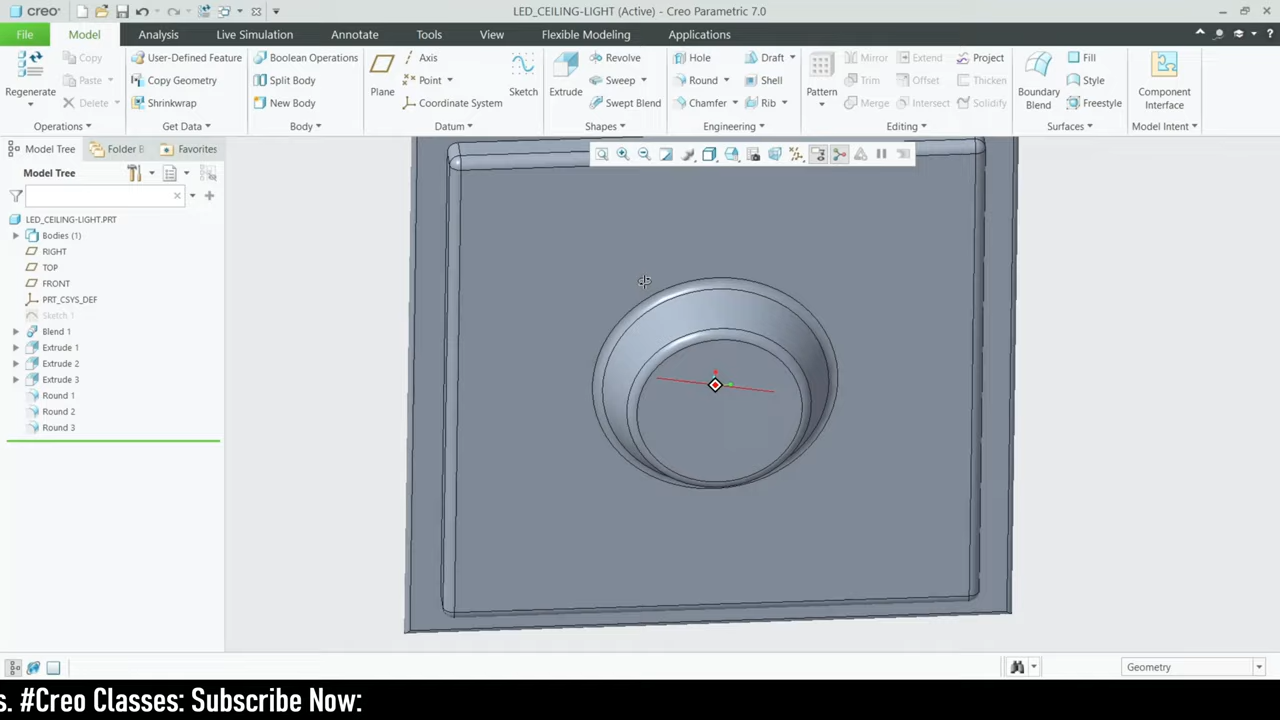 creo
LED_CEILING-LIGHT (Active) - Creo Parametric 7.0
File
Model
Analysis
Live Simulation
Annotate
Tools
View
Flexible Modeling
Applications
Regenerate
Copy
Paste
Delete
Operations
User-Defined Feature
Copy Geometry
Shrinkwrap
Get Data
Boolean Operations
Split Body
New Body
Body
Plane
Axis
Point
Coordinate System
Sketch
Datum
Extrude
Revolve
Sweep
Swept Blend
Shapes
Hole
Round
Chamfer
Draft
Shell
Rib
Engineering
Pattern
Mirror
Trim
Merge
Extend
Offset
Intersect
Project
Thicken
Solidify
Editing
Boundary
Blend
Fill
Style
Freestyle
Surfaces
Component
Interface
Model Intent
Model Tree
Folder B
Favorites
Model Tree
LED_CEILING-LIGHT.PRT
Bodies (1)
RIGHT
TOP
FRONT
PRT_CSYS_DEF
Sketch 1
Blend 1
Extrude 1
Extrude 2
Extrude 3
Round 1
Round 2
Round 3
Geometry
s. #Creo Classes: Subscribe Now: